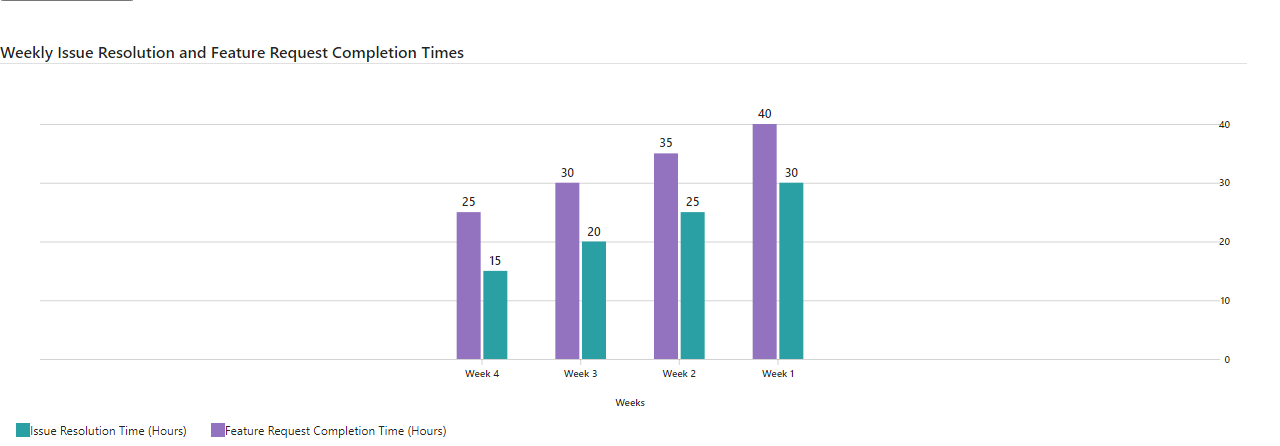 Weekly Issue Resolution and Feature Request Completion Times
40
35
30
30
25
25
20
15
40
30
20
10
0
Week 4
Week 3
Week 2
Week 1
Weeks
Issue Resolution Time (Hours)
Feature Request Completion Time (Hours)